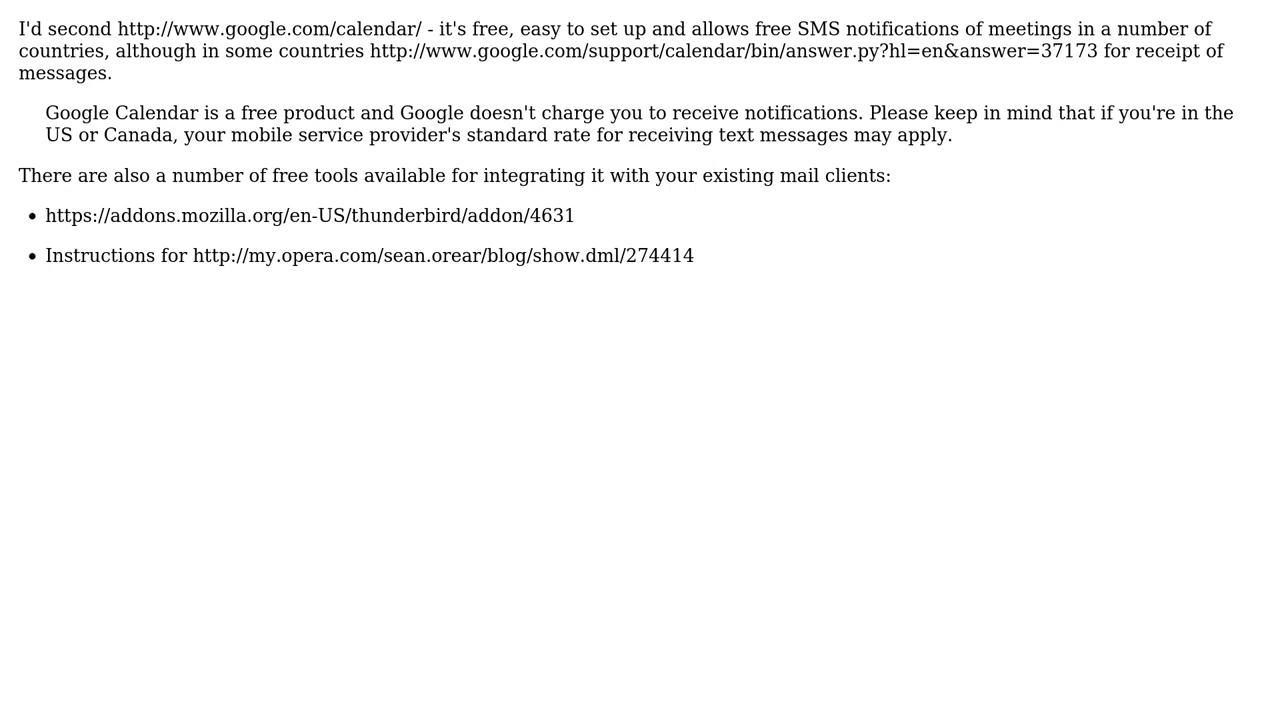 I'd second http://www.google.com/calendar/ - it's free, easy to set up and allows free SMS notifications of meetings in a number of
countries, although in some countries http://www.google.com/support/calendar/bin/answer.py?hl=en&answer=37173 for receipt of
messages.
Google Calendar is a free product and Google doesn't charge you to receive notifications. Please keep in mind that if you're in the
US or Canada, your mobile service provider's standard rate for receiving text messages may apply.
There are also a number of free tools available for integrating it with your existing mail clients:
• https://addons.mozilla.org/en-US/thunderbird/addon/4631
• Instructions for http://my.opera.com/sean.orear/blog/show.dml/274414